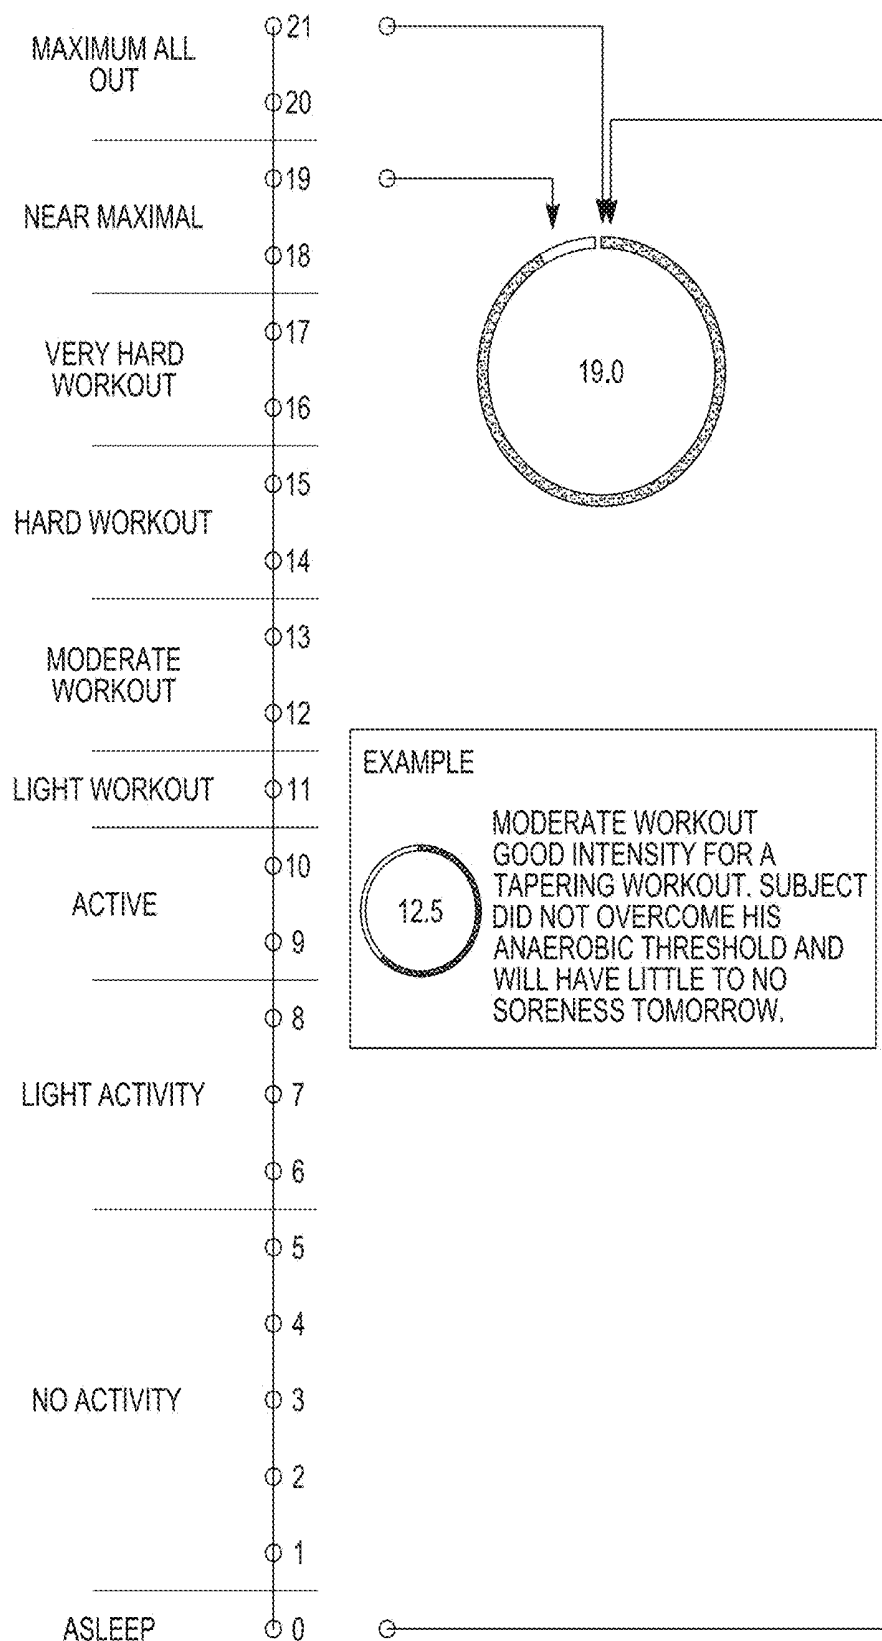 MAXIMUM ALL
OUT
21
20
NEAR MAXIMAL
19
18
VERY HARD
WORKOUT
17
16
19.0
HARD WORKOUT
15
14
MODERATE
WORKOUT
13
12
LIGHT WORKOUT
11
ACTIVE
10
9
EXAMPLE
12.5
MODERATE WORKOUT
GOOD INTENSITY FOR A
TAPERING WORKOUT. SUBJECT
DID NOT OVERCOME HIS
ANAEROBIC THRESHOLD AND
WILL HAVE LITTLE TO NO
SORENESS TOMORROW.
LIGHT ACTIVITY
8
7
6
NO ACTIVITY
5
4
3
2
1
ASLEEP
0